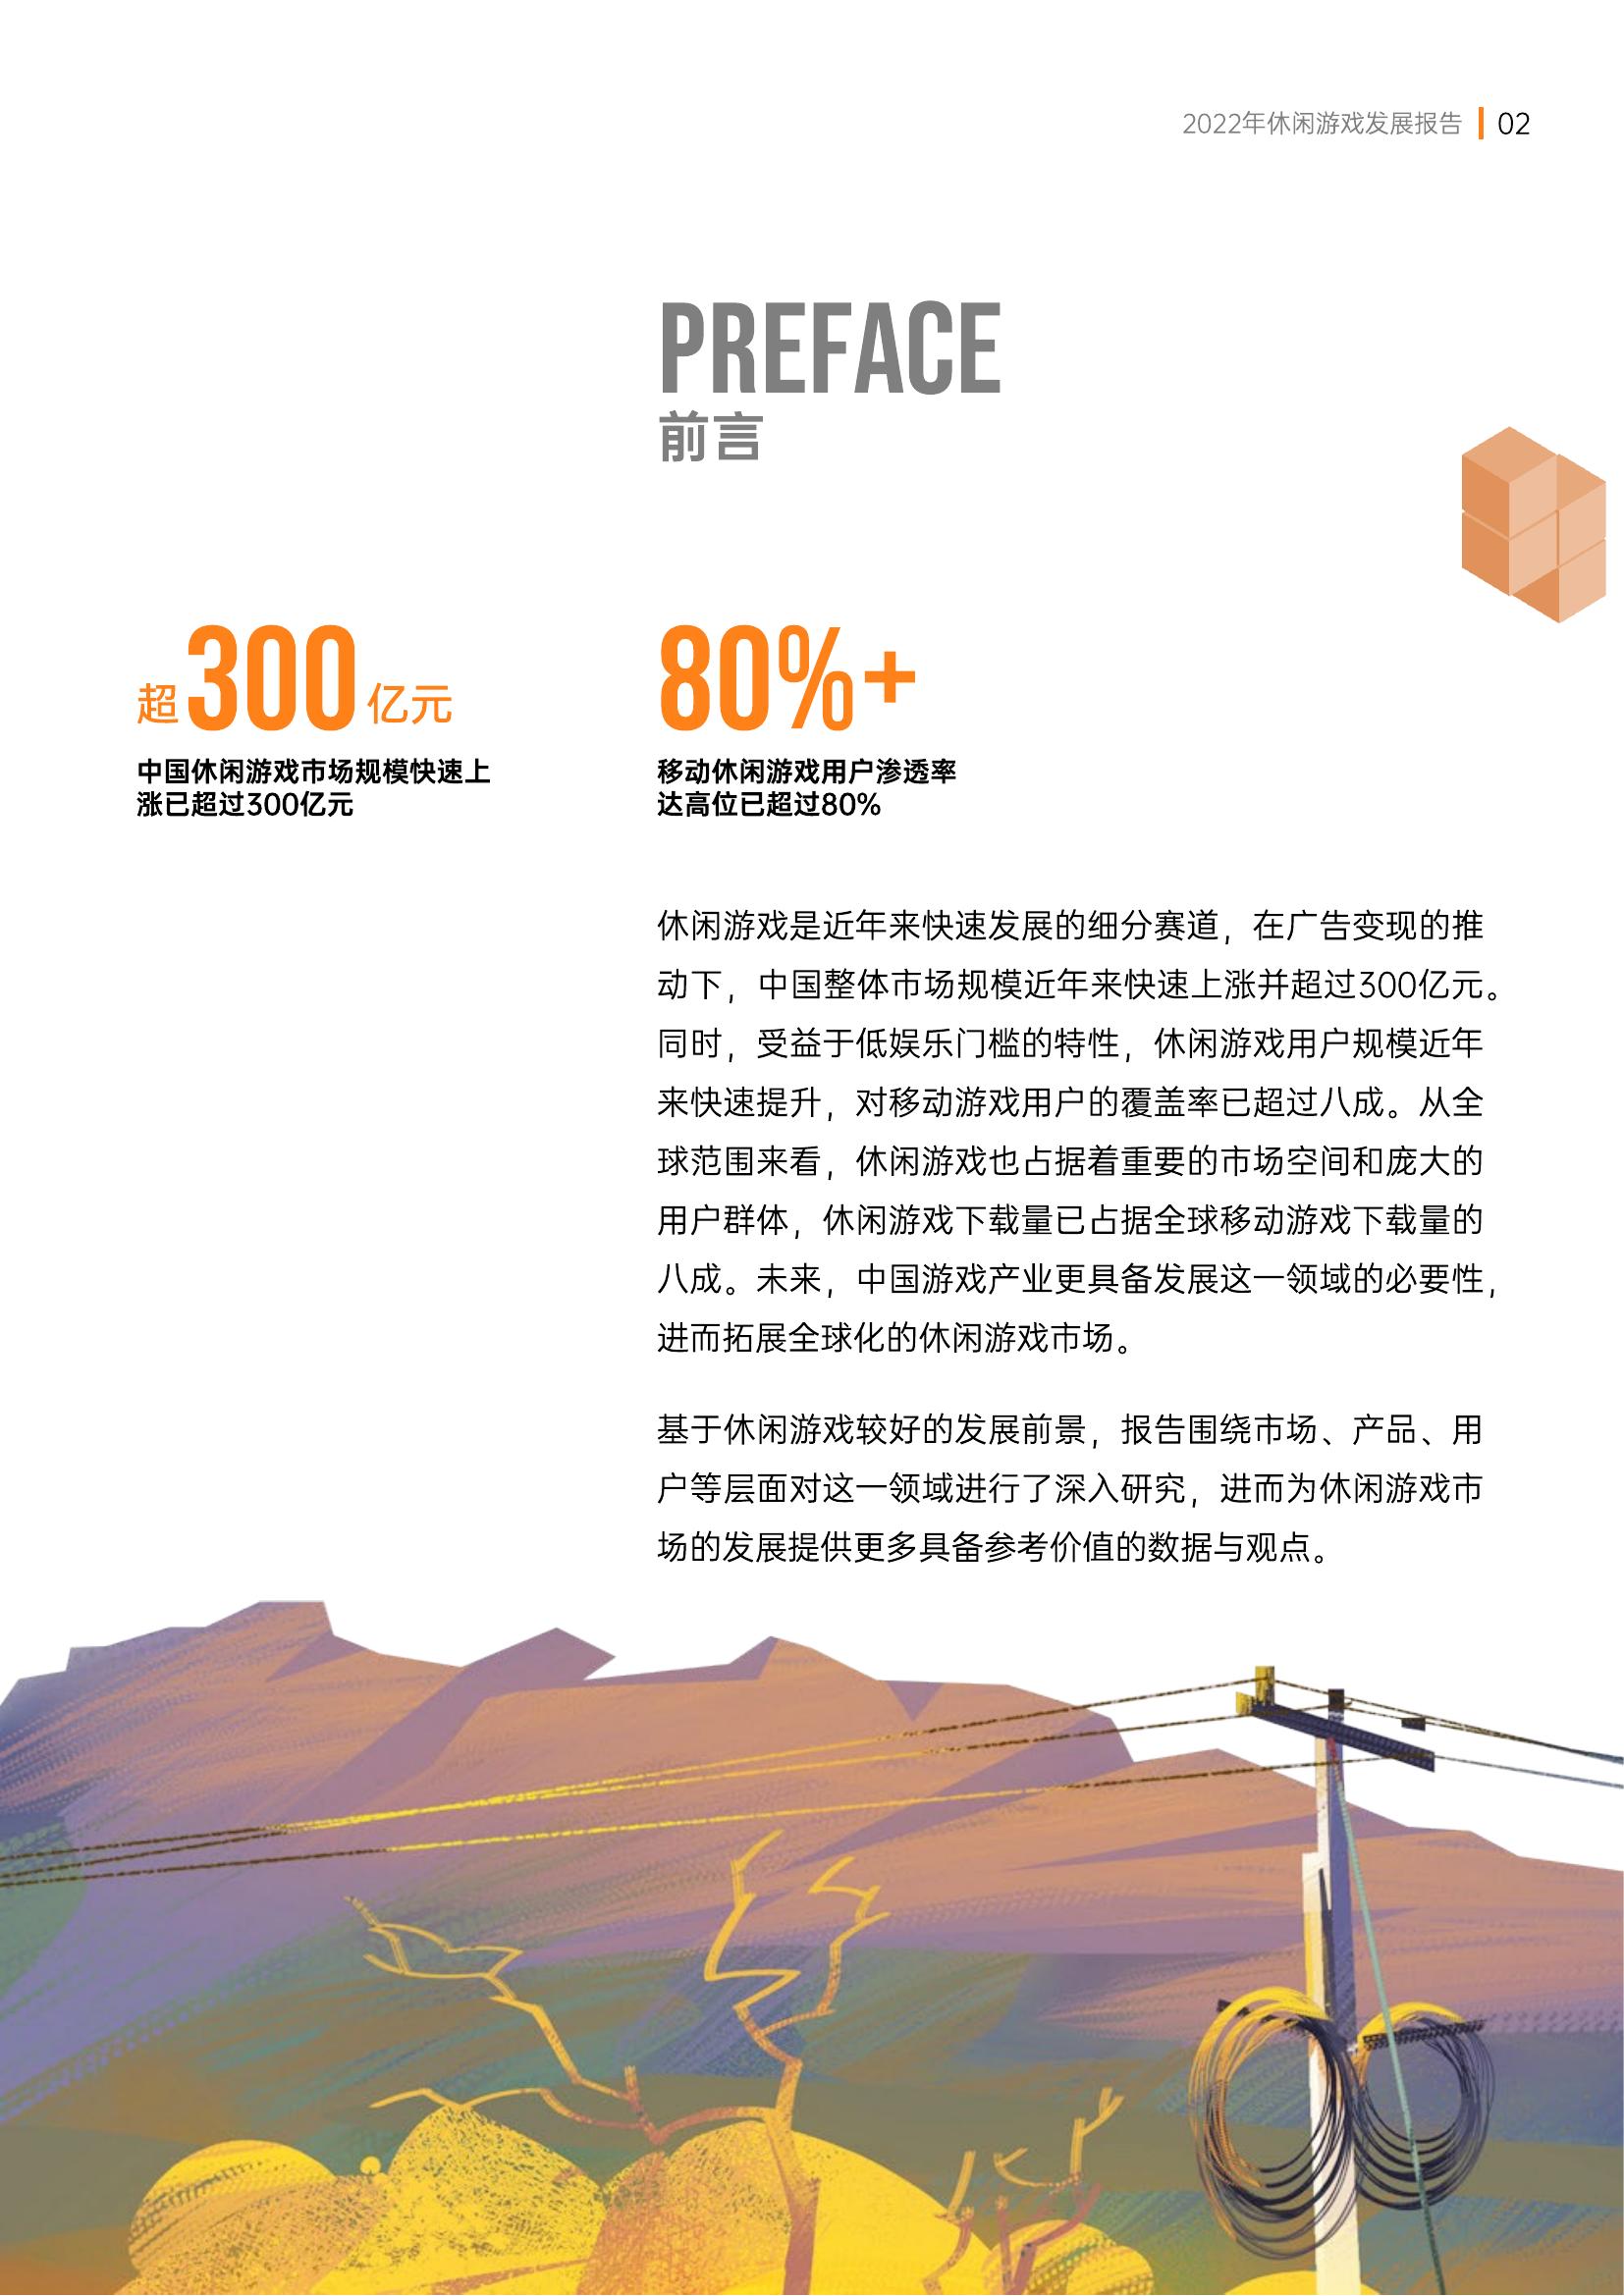 2022年休闲游戏发展报告 02
PREFACE
前言
超300亿元
中国休闲游戏市场规模快速上
涨已超过300亿元
80%+
移动休闲游戏用户渗透率
达高位已超过80%
休闲游戏是近年来快速发展的细分赛道，在广告变现的推
动下，中国整体市场规模近年来快速上涨并超过300亿元。
同时，受益于低娱乐门槛的特性，休闲游戏用户规模近年
来快速提升，对移动游戏用户的覆盖率已超过八成。从全
球范围来看，休闲游戏也占据着重要的市场空间和庞大的
用户群体，休闲游戏下载量已占据全球移动游戏下载量的
八成。未来，中国游戏产业更具备发展这一领域的必要性，
进而拓展全球化的休闲游戏市场。
基于休闲游戏较好的发展前景，报告围绕市场、产品、用
户等层面对这一领域进行了深入研究，进而为休闲游戏市
场的发展提供更多具备参考价值的数据与观点。